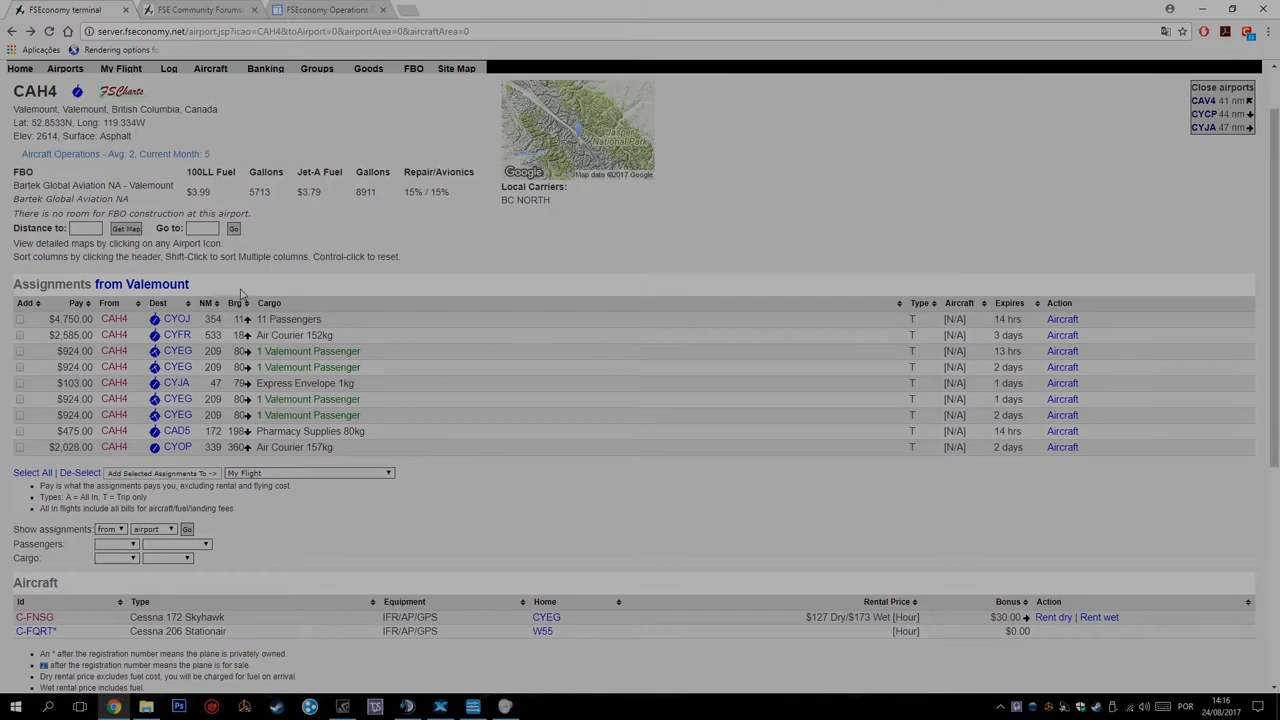 FSEconomy terminal
FSE Community Forums
FSEconomy Operations G
server.fseconomy.net/airport.jsp?icao=CAH4&toAirport=0&airportArea=0&aircraftArea=0
Aplicações Rendering options fo
Home Airports My Flight Log Aircraft Banking Groups Goods FBO Site Map
CAH4 FSCharts
Valemount, Valemount, British Columbia, Canada
Lat: 52.8533N, Long: 119.334W
Elev: 2614, Surface: Asphalt
Aircraft Operations - Avg: 2, Current Month: 5
FBO 100LL Fuel Gallons Jet-A Fuel Gallons Repair/Avionics
Bartek Global Aviation NA - Valemount
Bartek Global Aviation NA
$3.99 5713 $3.79 8911 15% / 15%
There is no room for FBO construction at this airport.
Distance to: Get Map Go to: Go
View detailed maps by clicking on any Airport Icon.
Sort columns by clicking the header, Shift-Click to sort Multiple columns. Control-click to reset.
Jasper
National Park
Google Map data ©2017 Google
Local Carriers:
BC NORTH
Close airports
CAV4 41 nm
CYCP 44 nm
CYJA 47 nm
Assignments from Valemount
Add Pay From Dest NM Brg Cargo Type Aircraft Expires Action
$4,750.00 CAH4 CYOJ 354 11 11 Passengers T [N/A] 14 hrs Aircraft
$2,585.00 CAH4 CYFR 533 18 Air Courier 152kg T [N/A] 3 days Aircraft
$924.00 CAH4 CYEG 209 80 1 Valemount Passenger T [N/A] 13 hrs Aircraft
$924.00 CAH4 CYEG 209 80 1 Valemount Passenger T [N/A] 2 days Aircraft
$103.00 CAH4 CYJA 47 79 Express Envelope 1kg T [N/A] 1 days Aircraft
$924.00 CAH4 CYEG 209 80 1 Valemount Passenger T [N/A] 1 days Aircraft
$924.00 CAH4 CYEG 209 80 1 Valemount Passenger T [N/A] 2 days Aircraft
$475.00 CAH4 CAD5 172 198 Pharmacy Supplies 80kg T [N/A] 14 hrs Aircraft
$2,028.00 CAH4 CYOP 339 360 Air Courier 157kg T [N/A] 2 days Aircraft
Select All | De-Select Add Selected Assignments To -> My Flight
Pay is what the assignments pays you, excluding rental and flying cost.
Types: A = All In, T = Trip only
All In flights include all bills for aircraft/fuel/landing fees.
Show assignments: from airport Go
Passengers:
Cargo:
Aircraft
Id Type Equipment Home Rental Price Bonus Action
C-FNSG Cessna 172 Skyhawk IFR/AP/GPS CYEG $127 Dry/$173 Wet [Hour] $30.00 Rent dry | Rent wet
C-FQRT* Cessna 206 Stationair IFR/AP/GPS W55 [Hour] $0.00
An * after the registration number means the plane is privately owned.
after the registration number means the plane is for sale.
Dry rental price excludes fuel cost, you will be charged for fuel on arrival.
Wet rental price includes fuel.
POR
14:16
24/08/2017